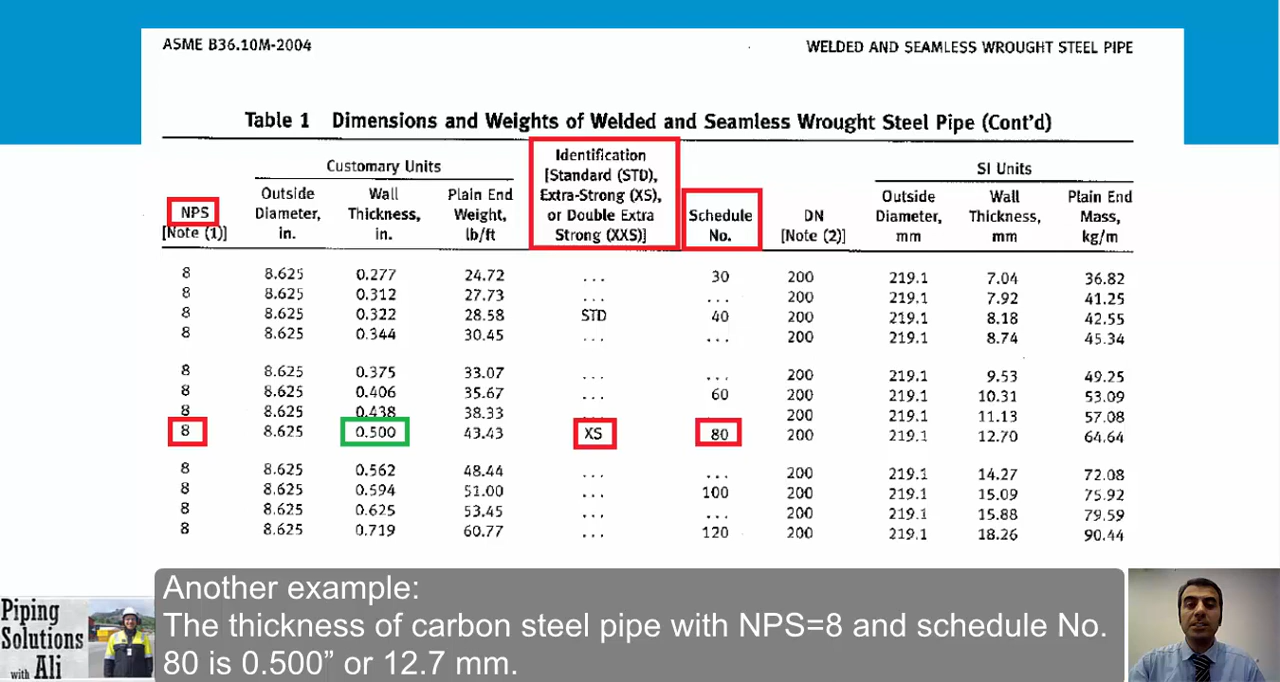 ASME B36.10M-2004
WELDED AND SEAMLESS WROUGHT STEEL PIPE
Table 1 Dimensions and Weights of Welded and Seamless Wrought Steel Pipe (Cont'd)
Customary Units
SI Units
NPS
[Note (1)]
Outside
Diameter,
in.
Wall
Thickness,
in.
Plain End
Weight,
lb/ft
Identification
[Standard (STD),
Extra-Strong (XS),
or Double Extra
Strong (XXS)]
Schedule
No.
DN
[Note (2)]
Outside
Diameter,
mm
Wall
Thickness,
mm
Plain End
Mass,
kg/m
8 8.625 0.277 24.72 ... 30 200 219.1 7.04 36.82
8 8.625 0.312 27.73 ... ... 200 219.1 7.92 41.25
8 8.625 0.322 28.58 STD 40 200 219.1 8.18 42.55
8 8.625 0.344 30.45 ... ... 200 219.1 8.74 45.34
8 8.625 0.375 33.07 ... ... 200 219.1 9.53 49.25
8 8.625 0.406 35.67 ... 60 200 219.1 10.31 53.09
8 8.625 0.438 38.33 ... 200 219.1 11.13 57.08
8 8.625 0.500 43.43 XS 80 200 219.1 12.70 64.64
8 8.625 0.562 48.44 ... ... 200 219.1 14.27 72.08
8 8.625 0.594 51.00 ... 100 200 219.1 15.09 75.92
8 8.625 0.625 53.45 ... ... 200 219.1 15.88 79.59
8 8.625 0.719 60.77 ... 120 200 219.1 18.26 90.44
Another example:
The thickness of carbon steel pipe with NPS=8 and schedule No.
80 is 0.500” or 12.7 mm.
Piping
Solutions
with Ali